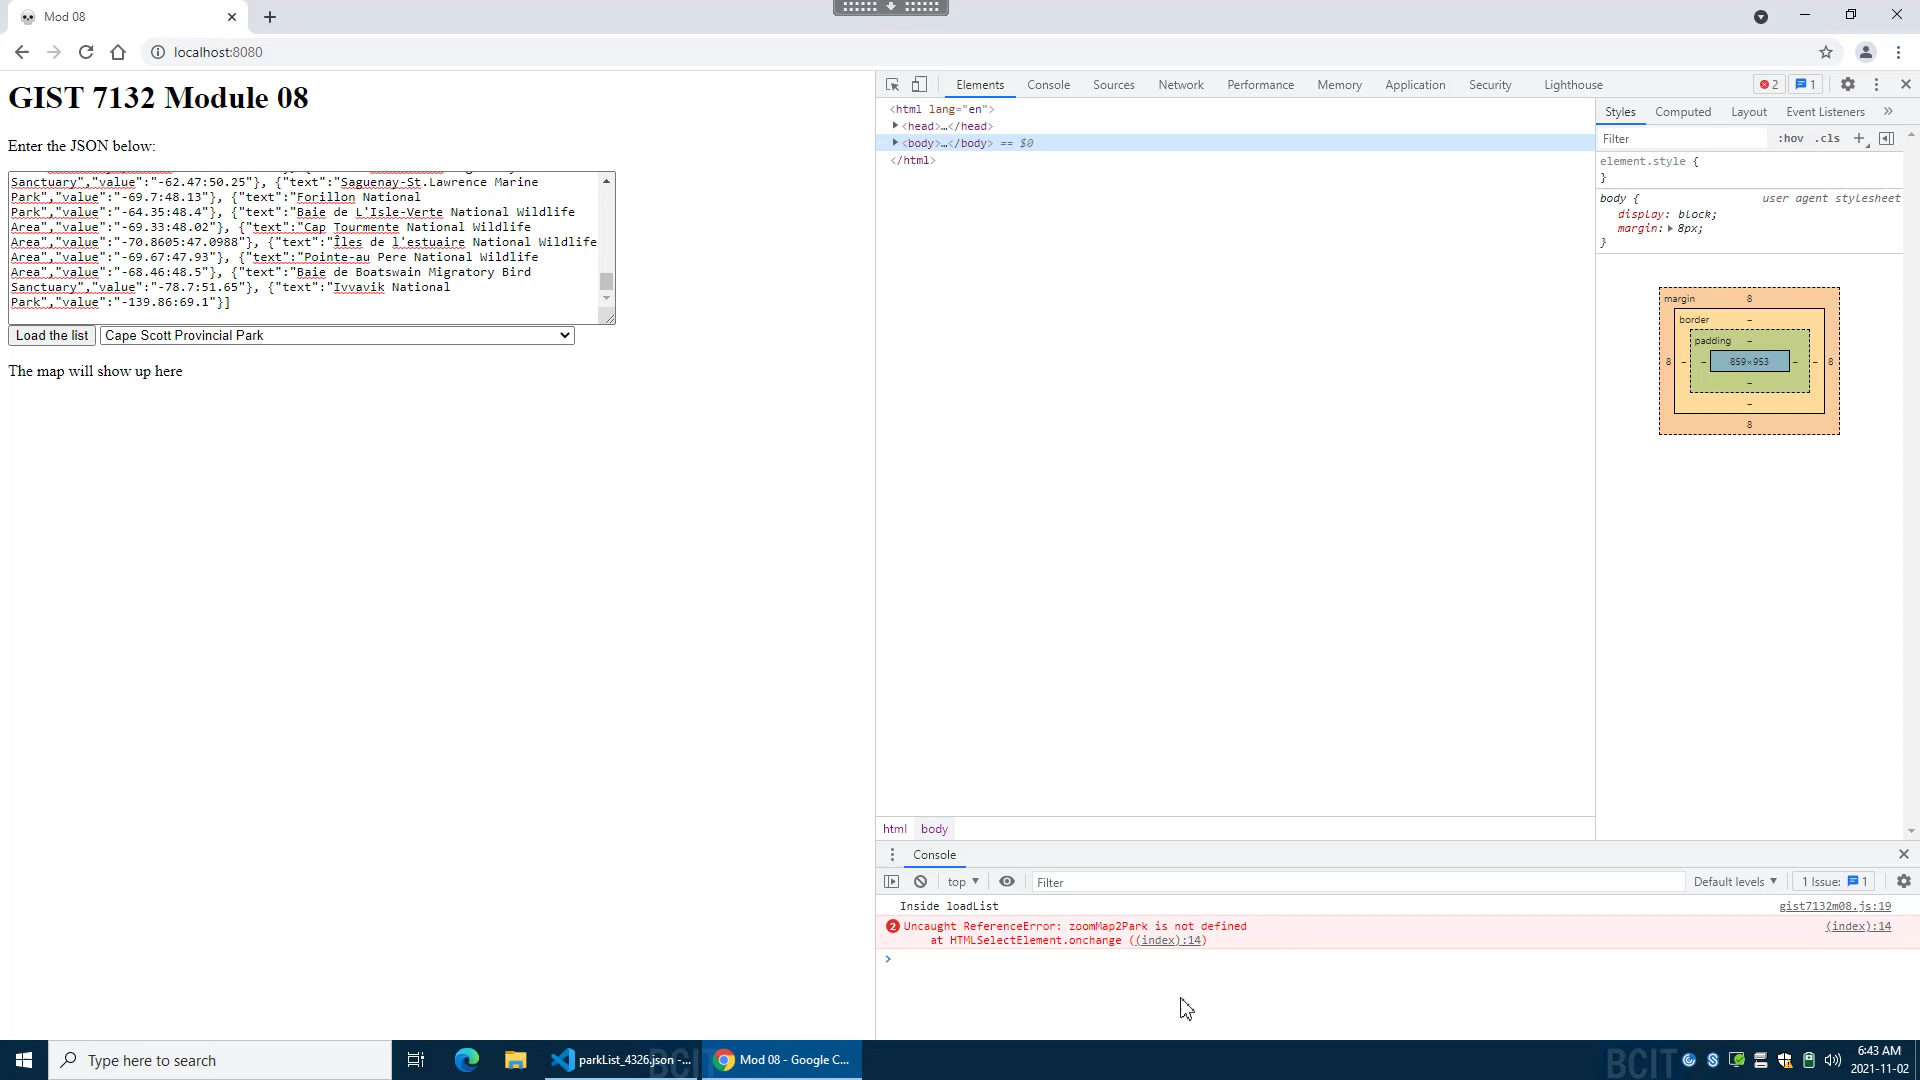 Mod 08
localhost:8080
GIST 7132 Module 08
Enter the JSON below:
Sanctuary","value":"-62.47:50.25"}, {"text":"Saguenay-St.Lawrence Marine
Park","value":"-69.7:48.13"}, {"text":"Forillon National
Park","value":"-64.35:48.4"}, {"text":"Baie de L'Isle-Verte National Wildlife
Area","value":"-69.33:48.02"}, {"text":"Cap Tourmente National Wildlife
Area","value":"-70.8605:47.0988"}, {"text":"Îles de l'estuaire National Wildlife
Area","value":"-69.67:47.93"}, {"text":"Pointe-au Pere National Wildlife
Area","value":"-68.46:48.5"}, {"text":"Baie de Boatswain Migratory Bird
Sanctuary","value":"-78.7:51.65"}, {"text":"Ivvavik National
Park","value":"-139.86:69.1"}]
Load the list Cape Scott Provincial Park
The map will show up here
Elements Console Sources Network Performance Memory Application Security Lighthouse 2 1
<html lang="en">
<head>…</head>
<body>…</body> == $0
</html>
html body
Styles Computed Layout Event Listeners »
Filter :hov .cls +
element.style {
}
body { user agent stylesheet
display: block;
margin: 8px;
}
margin 8
border –
padding –
8 – – 859×953 – – 8
–
–
8
Console
top Filter Default levels 1 Issue: 1
Inside loadList gist7132m08.js:19
2 Uncaught ReferenceError: zoomMap2Park is not defined (index):14
at HTMLSelectElement.onchange ((index):14)
Type here to search parkList_4326.json -... Mod 08 - Google C... BCIT 6:43 AM
2021-11-02